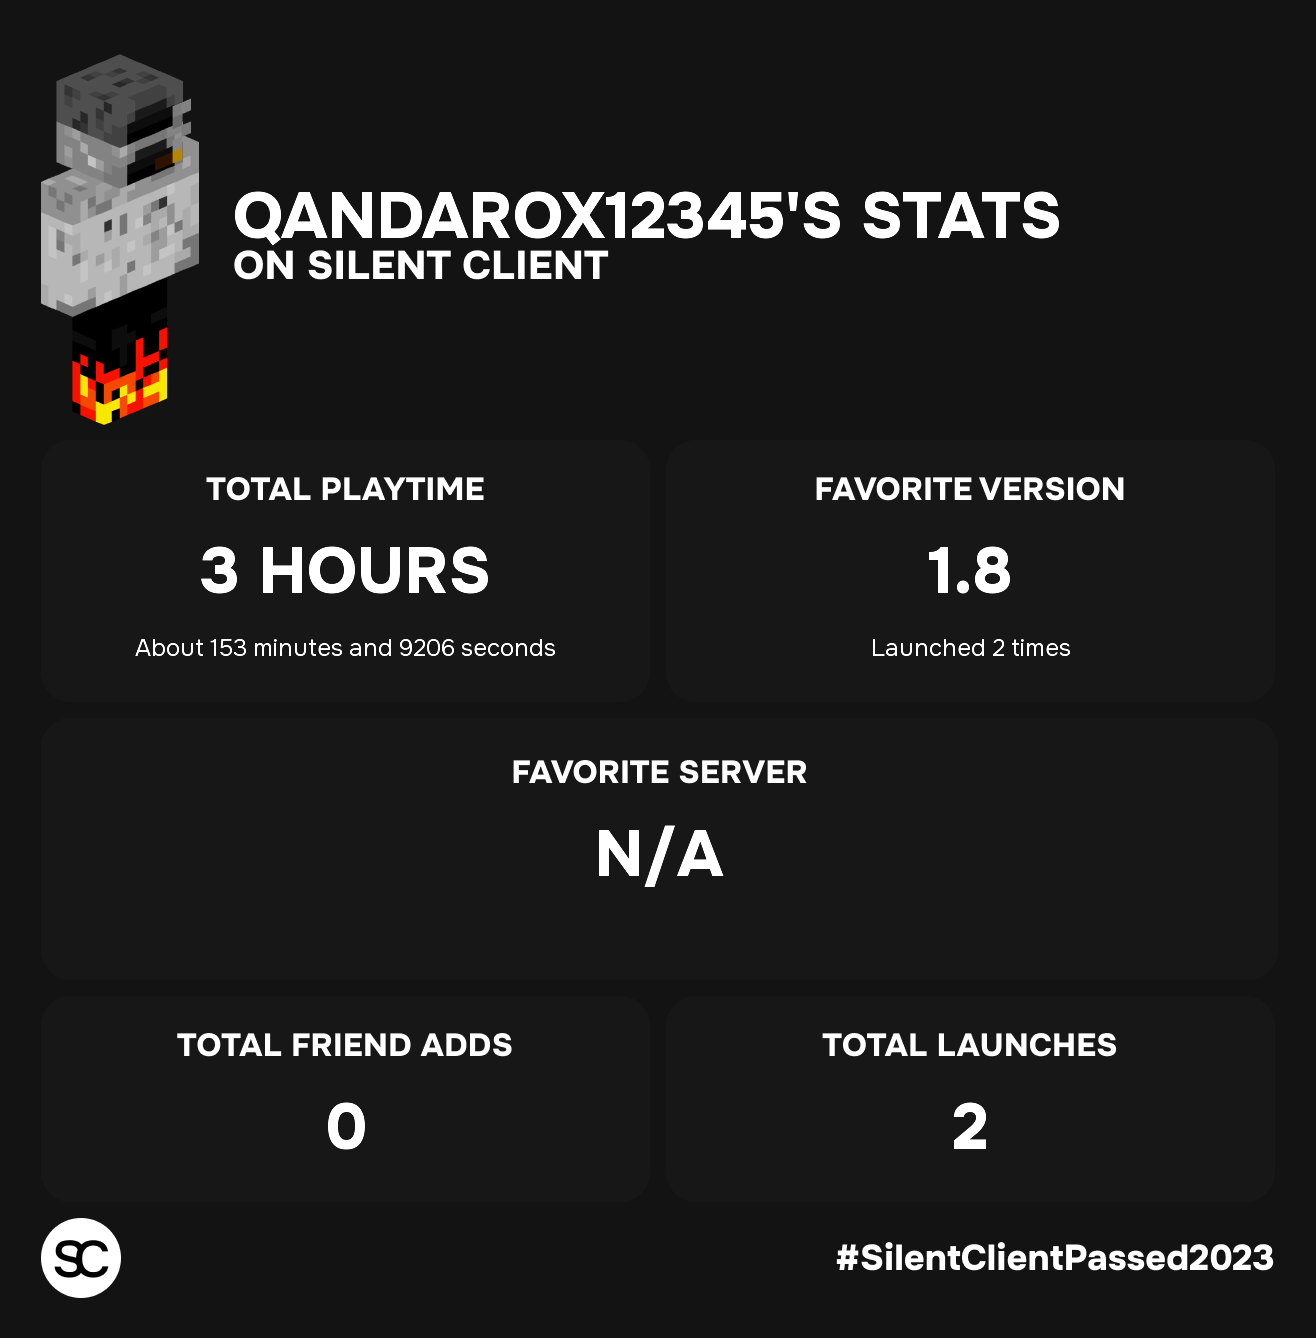 QANDAROX12345'S STATS
ON SILENT CLIENT
TOTAL PLAYTIME
3 HOURS
About 153 minutes and 9206 seconds
FAVORITE VERSION
1.8
Launched 2 times
FAVORITE SERVER
N/A
TOTAL FRIEND ADDS
0
TOTAL LAUNCHES
2
SC
#SilentClientPassed2023